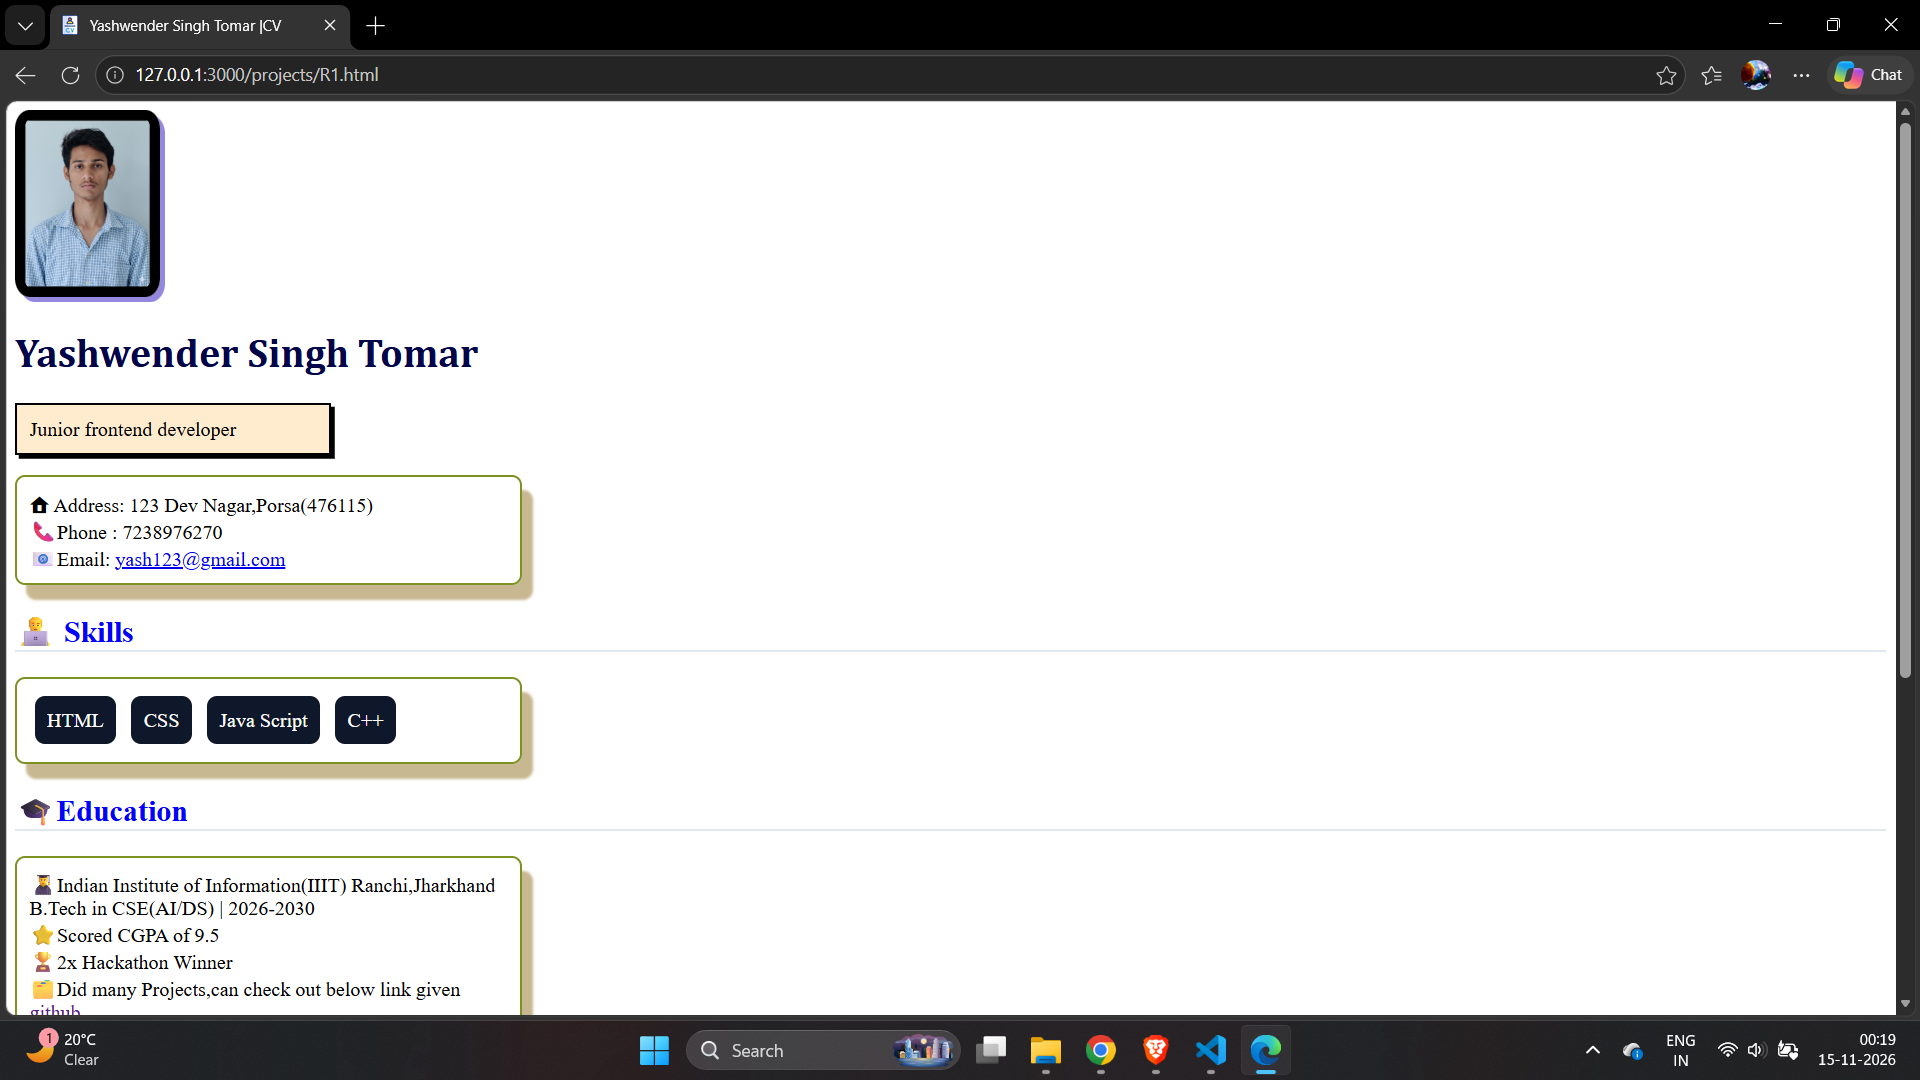 Yashwender Singh Tomar |CV
127.0.0.1:3000/projects/R1.html
Chat
Yashwender Singh Tomar
Junior frontend developer
Address: 123 Dev Nagar,Porsa(476115)
Phone : 7238976270
Email: yash123@gmail.com
Skills
HTML CSS Java Script C++
Education
Indian Institute of Information(IIIT) Ranchi,Jharkhand
B.Tech in CSE(AI/DS) | 2026-2030
Scored CGPA of 9.5
2x Hackathon Winner
Did many Projects,can check out below link given
github
1
20°C
Clear
Search
ENG
IN
00:19
15-11-2026